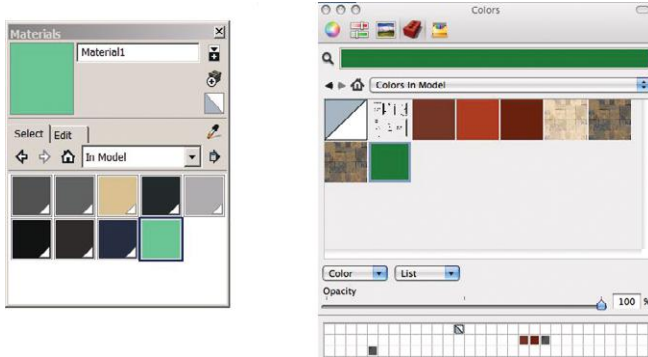 Materials
Material1
Select
Edit
In Model
Colors
Colors In Model
Color
List
Opacity
100 %